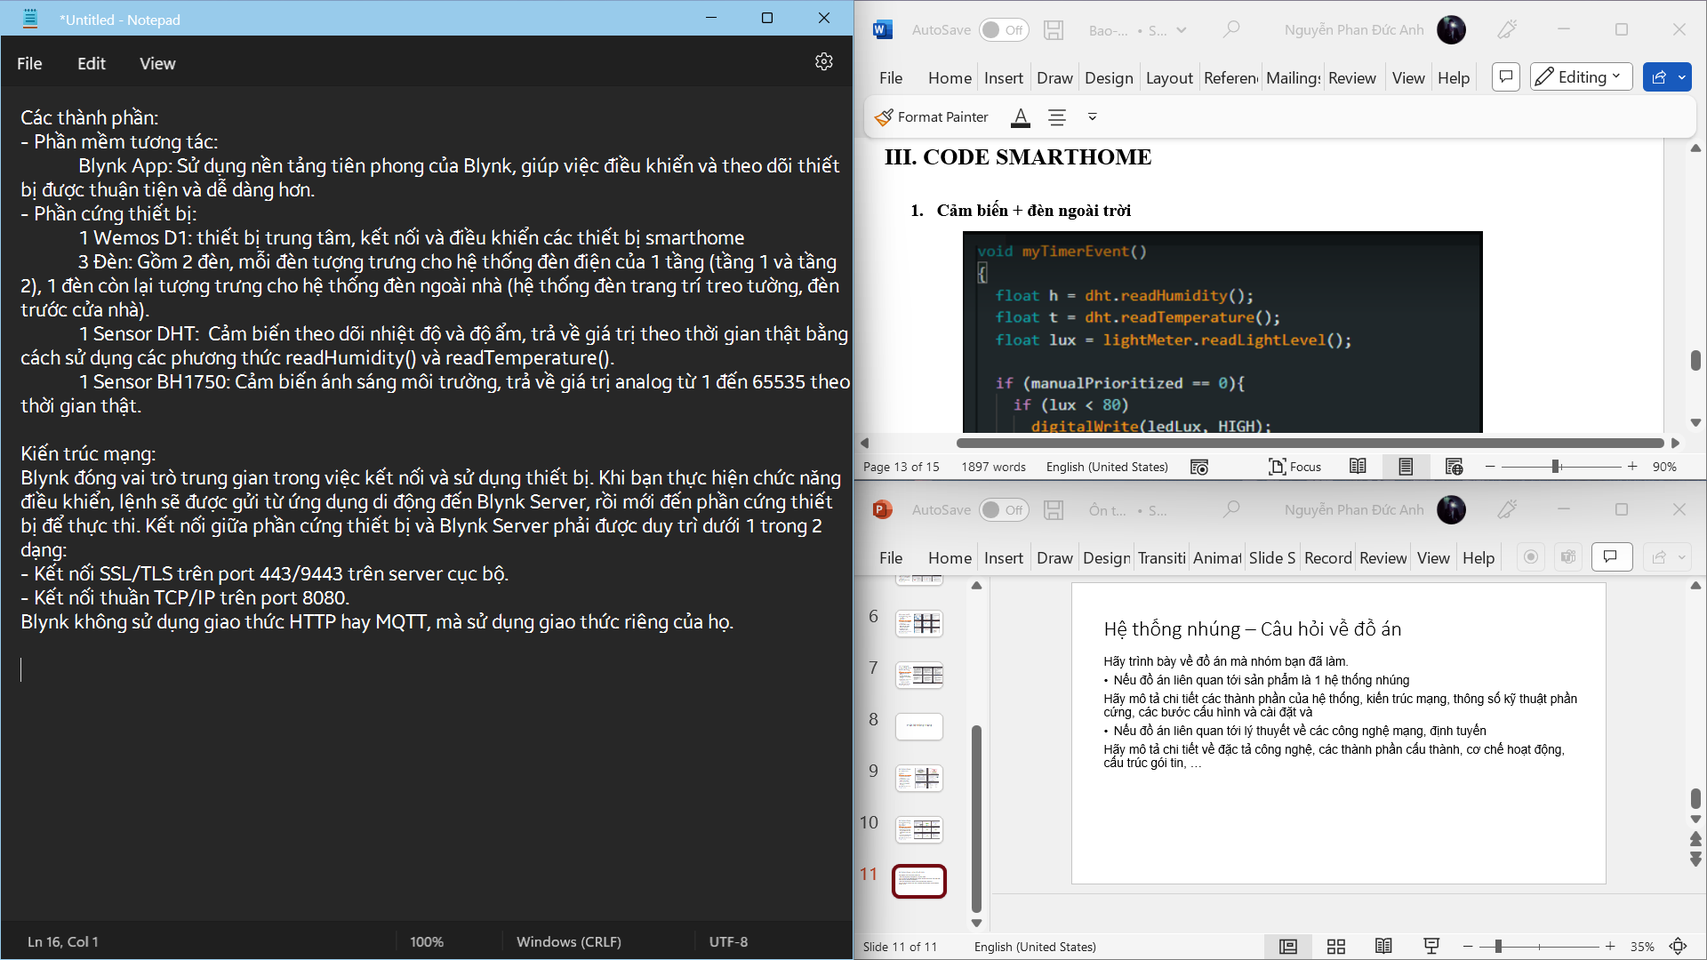 *Untitled - Notepad
File Edit View
Các thành phần:
- Phần mềm tương tác:
Blynk App: Sử dụng nền tảng tiên phong của Blynk, giúp việc điều khiển và theo dõi thiết
bị được thuận tiện và dễ dàng hơn.
- Phần cứng thiết bị:
1 Wemos D1: thiết bị trung tâm, kết nối và điều khiển các thiết bị smarthome
3 Đèn: Gồm 2 đèn, mỗi đèn tượng trưng cho hệ thống đèn điện của 1 tầng (tầng 1 và tầng
2), 1 đèn còn lại tượng trưng cho hệ thống đèn ngoài nhà (hệ thống đèn trang trí treo tường, đèn
trước cửa nhà).
1 Sensor DHT:  Cảm biến theo dõi nhiệt độ và độ ẩm, trả về giá trị theo thời gian thật bằng
cách sử dụng các phương thức readHumidity() và readTemperature().
1 Sensor BH1750: Cảm biến ánh sáng môi trường, trả về giá trị analog từ 1 đến 65535 theo
thời gian thật.
Kiến trúc mạng:
Blynk đóng vai trò trung gian trong việc kết nối và sử dụng thiết bị. Khi bạn thực hiện chức năng
điều khiển, lệnh sẽ được gửi từ ứng dụng di động đến Blynk Server, rồi mới đến phần cứng thiết
bị để thực thi. Kết nối giữa phần cứng thiết bị và Blynk Server phải được duy trì dưới 1 trong 2
dạng:
- Kết nối SSL/TLS trên port 443/9443 trên server cục bộ.
- Kết nối thuần TCP/IP trên port 8080.
Blynk không sử dụng giao thức HTTP hay MQTT, mà sử dụng giao thức riêng của họ.
Ln 16, Col 1 100% Windows (CRLF) UTF-8
AutoSave Off Bao-... • S... Nguyễn Phan Đức Anh
File Home Insert Draw Design Layout Referen Mailings Review View Help Editing
Format Painter A
III. CODE SMARTHOME
1. Cảm biến + đèn ngoài trời
void myTimerEvent()
{
float h = dht.readHumidity();
float t = dht.readTemperature();
float lux = lightMeter.readLightLevel();
if (manualPrioritized == 0){
if (lux < 80)
digitalWrite(ledLux, HIGH);
Page 13 of 15 1897 words English (United States) Focus 90%
AutoSave Off Ôn t... • S... Nguyễn Phan Đức Anh
File Home Insert Draw Design Transiti Animat Slide S Record Review View Help
6
7
8
9
10
11
Hệ thống nhúng – Câu hỏi về đồ án
Hãy trình bày về đồ án mà nhóm bạn đã làm.
• Nếu đồ án liên quan tới sản phẩm là 1 hệ thống nhúng
Hãy mô tả chi tiết các thành phần của hệ thống, kiến trúc mạng, thông số kỹ thuật phần
cứng, các bước cấu hình và cài đặt và
• Nếu đồ án liên quan tới lý thuyết về các công nghệ mạng, định tuyến
Hãy mô tả chi tiết về đặc tả công nghệ, các thành phần cấu thành, cơ chế hoạt động,
cấu trúc gói tin, …
Slide 11 of 11 English (United States) 35%